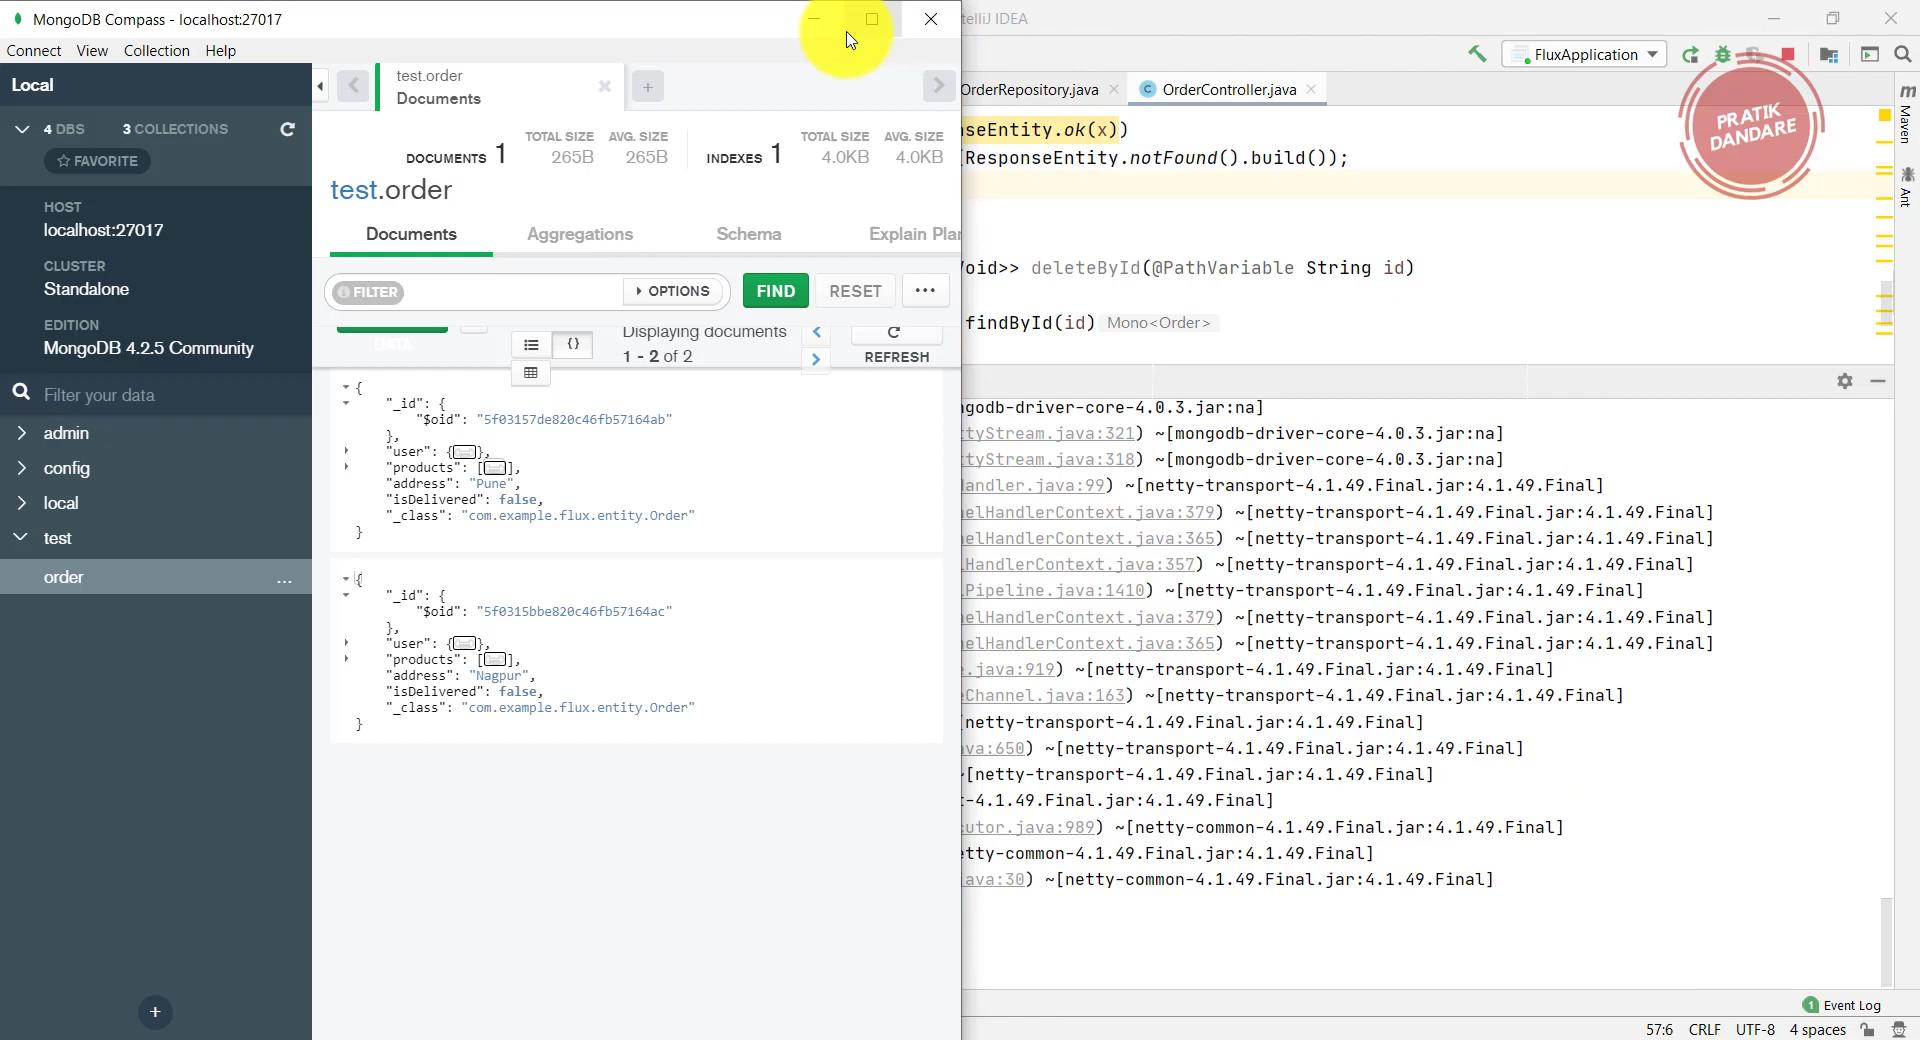 MongoDB Compass - localhost:27017
Connect View Collection Help
Local
4 DBS 3 COLLECTIONS
FAVORITE
HOST
localhost:27017
CLUSTER
Standalone
EDITION
MongoDB 4.2.5 Community
Filter your data
admin
config
local
test
order ...
test.order
Documents
DOCUMENTS 1 TOTAL SIZE 265B AVG. SIZE 265B INDEXES 1 TOTAL SIZE 4.0KB AVG. SIZE 4.0KB
test.order
Documents Aggregations Schema Explain Plan
FILTER OPTIONS FIND RESET ...
DATA
Displaying documents
1 - 2 of 2
REFRESH
{
"_id": {
"$oid": "5f03157de820c46fb57164ab"
},
"user": {},
"products": [],
"address": "Pune",
"isDelivered": false,
"_class": "com.example.flux.entity.Order"
}
{
"_id": {
"$oid": "5f0315bbe820c46fb57164ac"
},
"user": {},
"products": [],
"address": "Nagpur",
"isDelivered": false,
"_class": "com.example.flux.entity.Order"
}
telliJ IDEA
FluxApplication
OrderRepository.java OrderController.java
PRATIK
DANDARE
Maven
Ant
nseEntity.ok(x))
(ResponseEntity.notFound().build());
Void>> deleteById(@PathVariable String id)
findById(id) Mono<Order>
ngodb-driver-core-4.0.3.jar:na]
ttyStream.java:321) ~[mongodb-driver-core-4.0.3.jar:na]
ttyStream.java:318) ~[mongodb-driver-core-4.0.3.jar:na]
andler.java:99) ~[netty-transport-4.1.49.Final.jar:4.1.49.Final]
elHandlerContext.java:379) ~[netty-transport-4.1.49.Final.jar:4.1.49.Final]
elHandlerContext.java:365) ~[netty-transport-4.1.49.Final.jar:4.1.49.Final]
HandlerContext.java:357) ~[netty-transport-4.1.49.Final.jar:4.1.49.Final]
Pipeline.java:1410) ~[netty-transport-4.1.49.Final.jar:4.1.49.Final]
elHandlerContext.java:379) ~[netty-transport-4.1.49.Final.jar:4.1.49.Final]
elHandlerContext.java:365) ~[netty-transport-4.1.49.Final.jar:4.1.49.Final]
e.java:919) ~[netty-transport-4.1.49.Final.jar:4.1.49.Final]
eChannel.java:163) ~[netty-transport-4.1.49.Final.jar:4.1.49.Final]
[netty-transport-4.1.49.Final.jar:4.1.49.Final]
va:650) ~[netty-transport-4.1.49.Final.jar:4.1.49.Final]
~[netty-transport-4.1.49.Final.jar:4.1.49.Final]
t-4.1.49.Final.jar:4.1.49.Final]
cutor.java:989) ~[netty-common-4.1.49.Final.jar:4.1.49.Final]
etty-common-4.1.49.Final.jar:4.1.49.Final]
java:30) ~[netty-common-4.1.49.Final.jar:4.1.49.Final]
1 Event Log
57:6 CRLF UTF-8 4 spaces